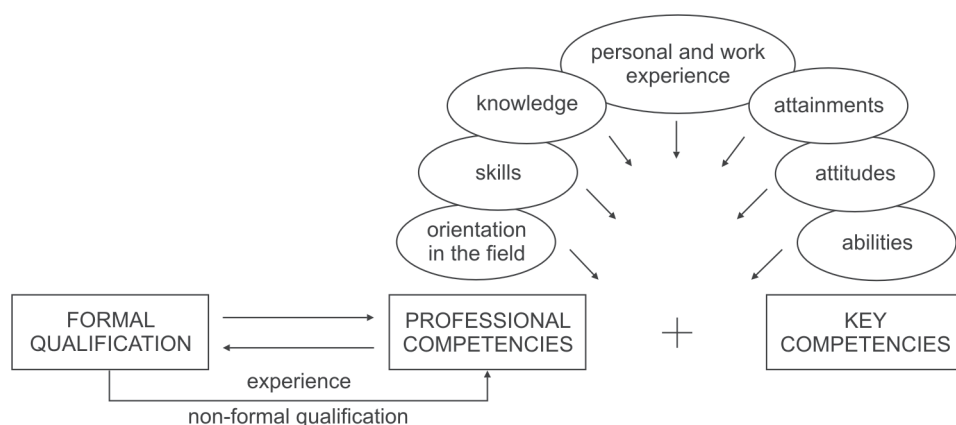 personal and work
experience
knowledge
attainments
skills
attitudes
orientation
in the field
abilities
FORMAL
QUALIFICATION
PROFESSIONAL
COMPETENCIES
+
KEY
COMPETENCIES
experience
non-formal qualification